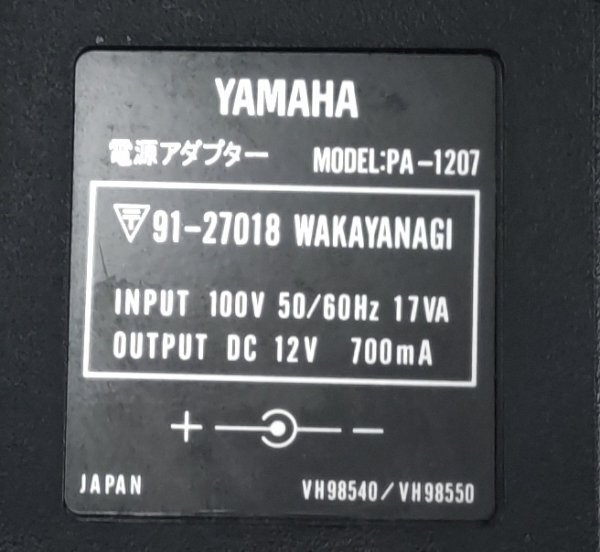 YAMAHA
電源アダプター MODEL:PA-1207
91-27018 WAKAYANAGI
INPUT 100V 50/60Hz 17VA
OUTPUT DC 12V 700mA
+ -
JAPAN VH98540/VH98550